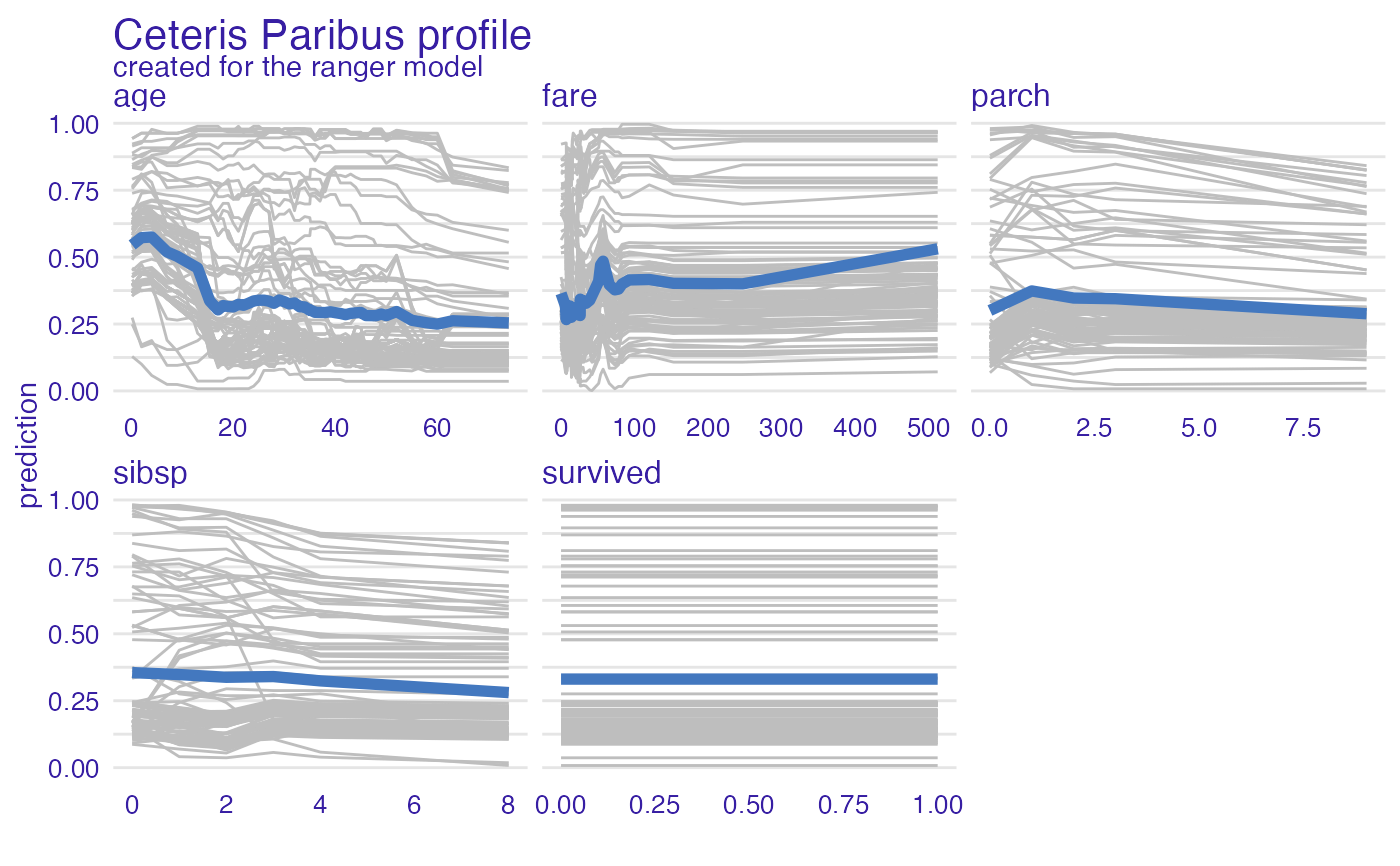 Ceteris Paribus profile
created for the ranger model
age
fare
parch
1.00
0.75
0.50
0.25
0.00
0 20 40 60
0 100 200 300 400 500
0.0 2.5 5.0 7.5
prediction
sibsp
survived
1.00
0.75
0.50
0.25
0.00
0 2 4 6 8
0.00 0.25 0.50 0.75 1.00